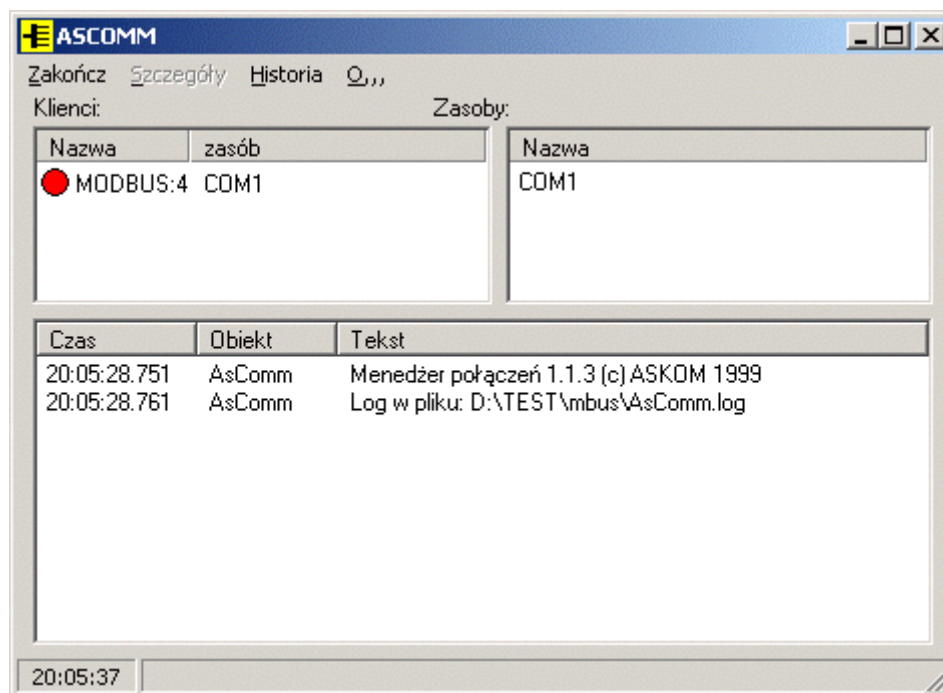 ASCOMM
Zakończ Szczegóły Historia O,,,
Klienci: Zasoby:
Nazwa zasób
MODBUS:4 COM1
Nazwa
COM1
Czas Obiekt Tekst
20:05:28.751 AsComm Menedżer połączeń 1.1.3 (c) ASKOM 1999
20:05:28.761 AsComm Log w pliku: D:\TEST\mbus\AsComm.log
20:05:37